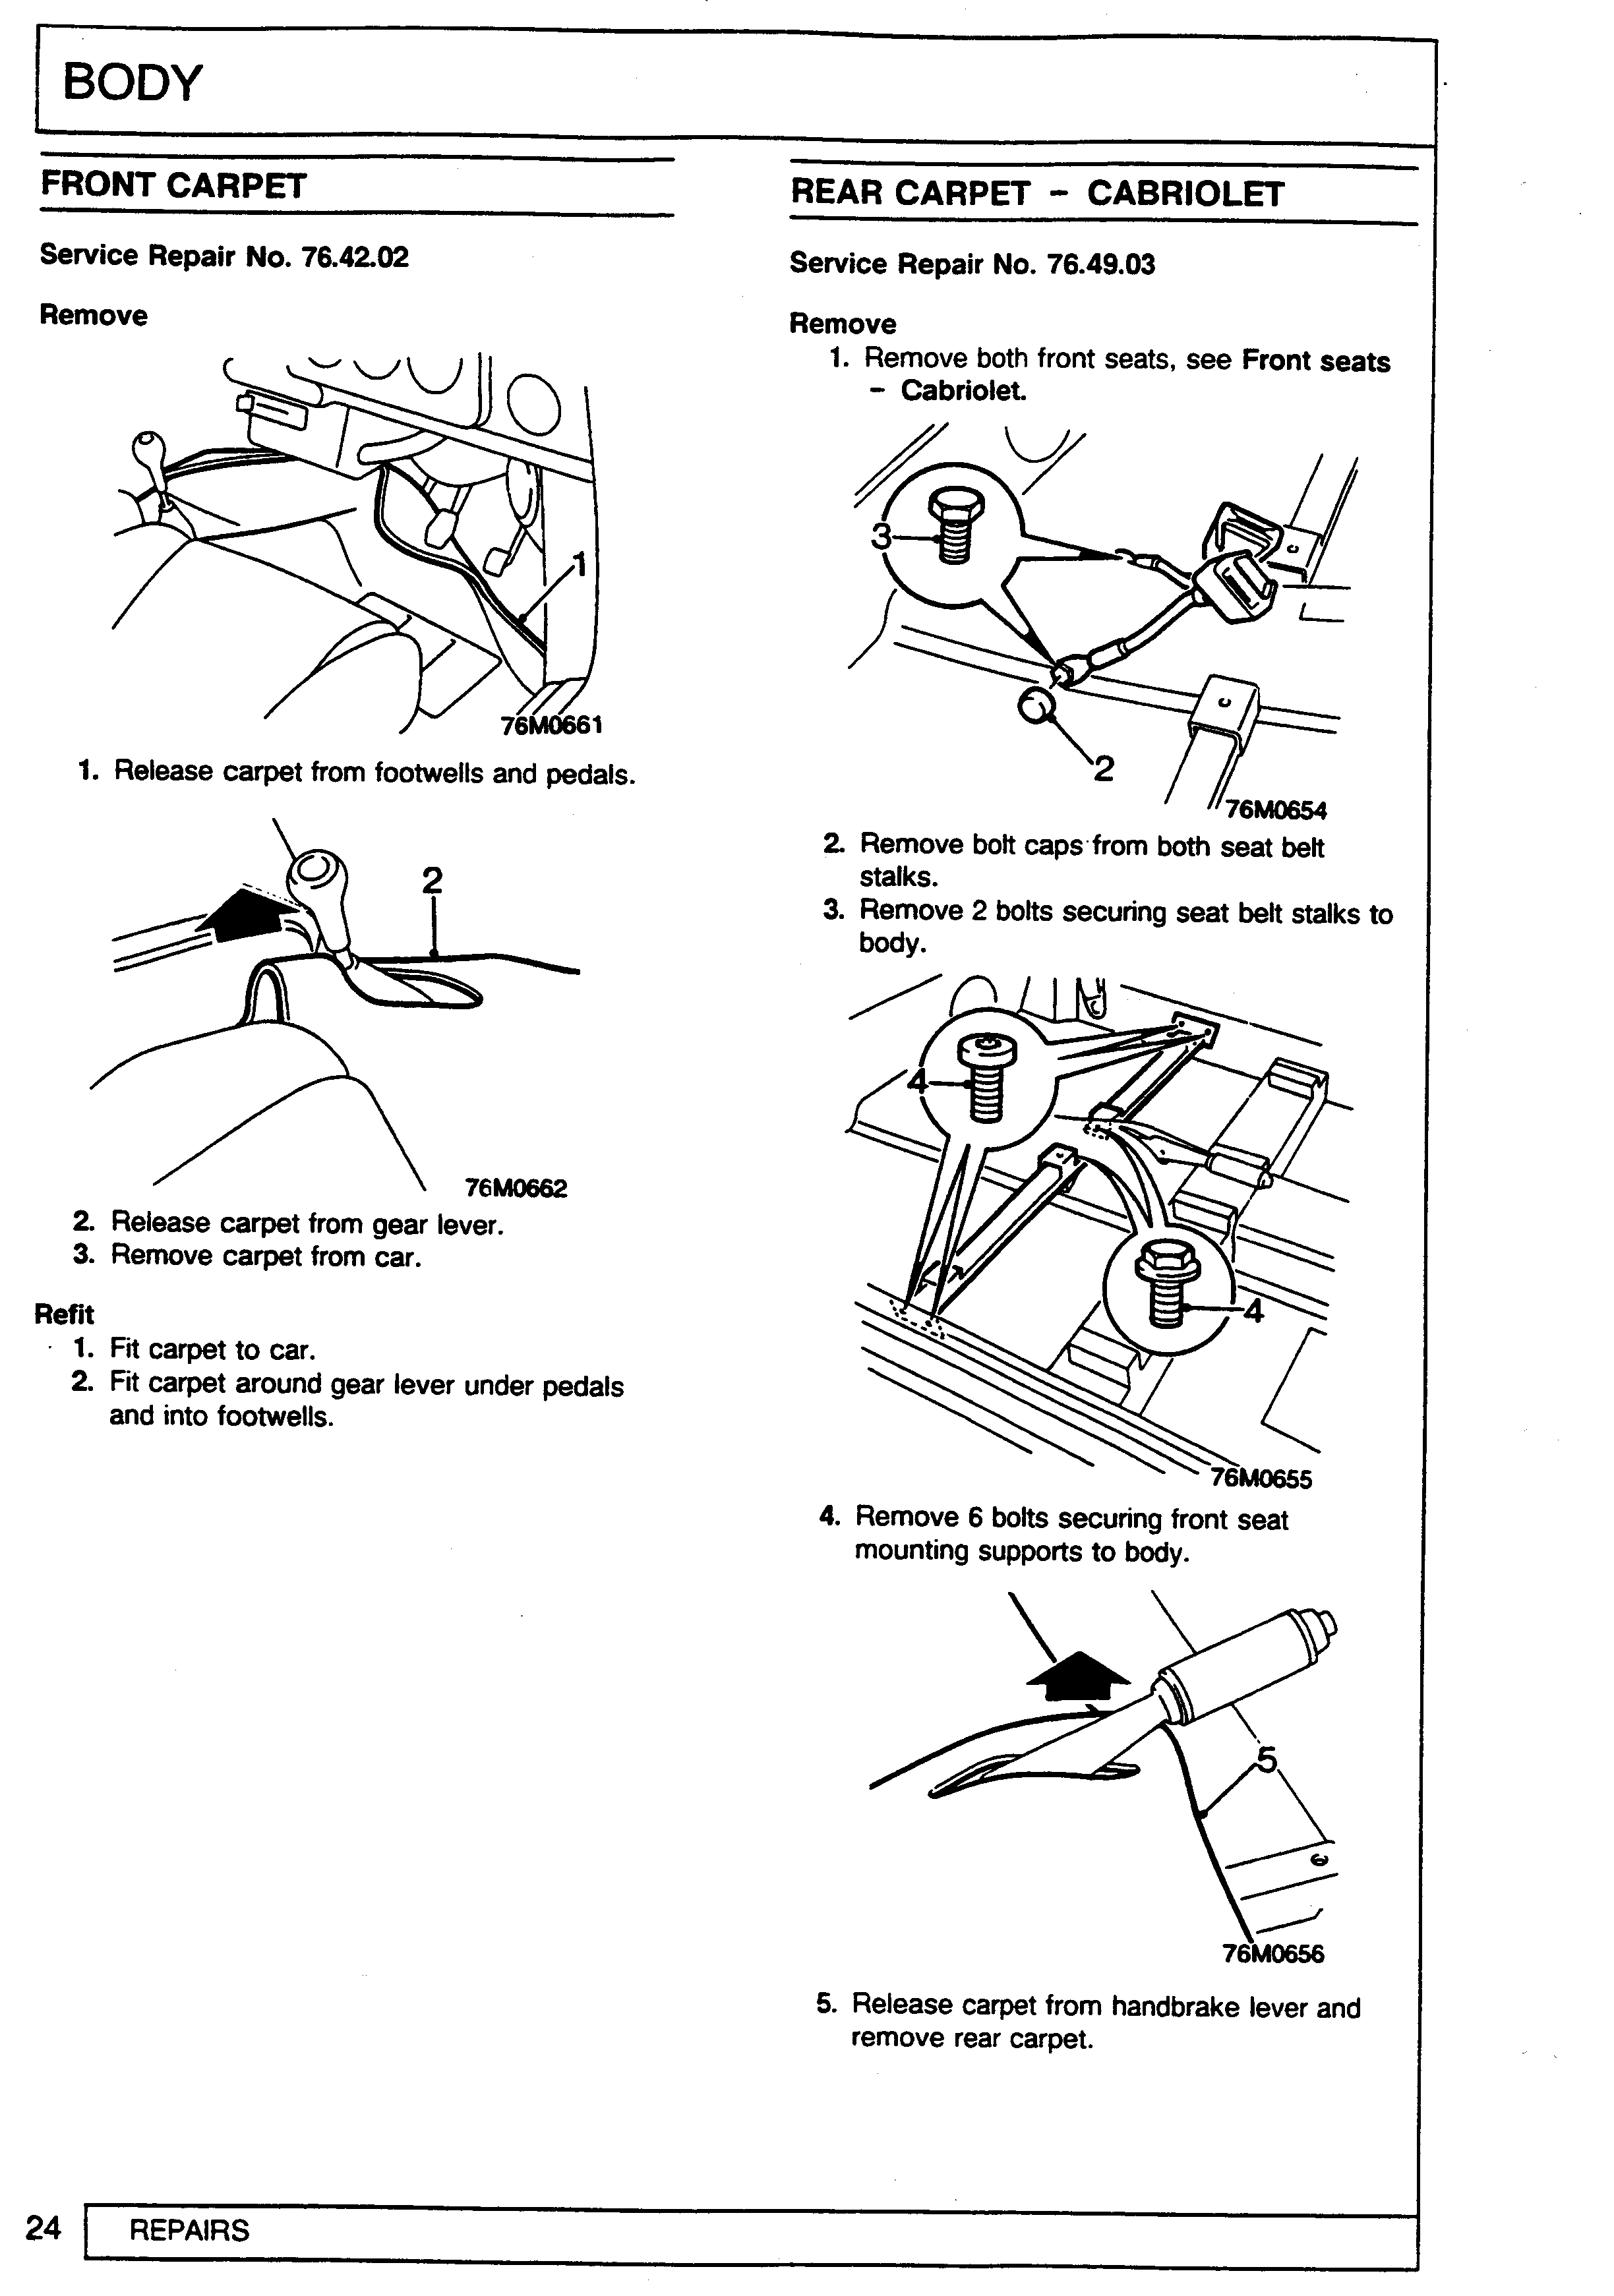 BODY
FRONT CARPET
Service Repair No. 76.42.02
Remove
1
76M0661
1. Release carpet from footwells and pedals.
2
76M0662
2. Release carpet from gear lever.
3. Remove carpet from car.
Refit
1. Fit carpet to car.
2. Fit carpet around gear lever under pedals
and into footwells.
REAR CARPET - CABRIOLET
Service Repair No. 76.49.03
Remove
1. Remove both front seats, see Front seats
- Cabriolet.
3
2
76M0654
2. Remove bolt caps from both seat belt
stalks.
3. Remove 2 bolts securing seat belt stalks to
body.
4
4
76M0655
4. Remove 6 bolts securing front seat
mounting supports to body.
5
76M0656
5. Release carpet from handbrake lever and
remove rear carpet.
24
REPAIRS